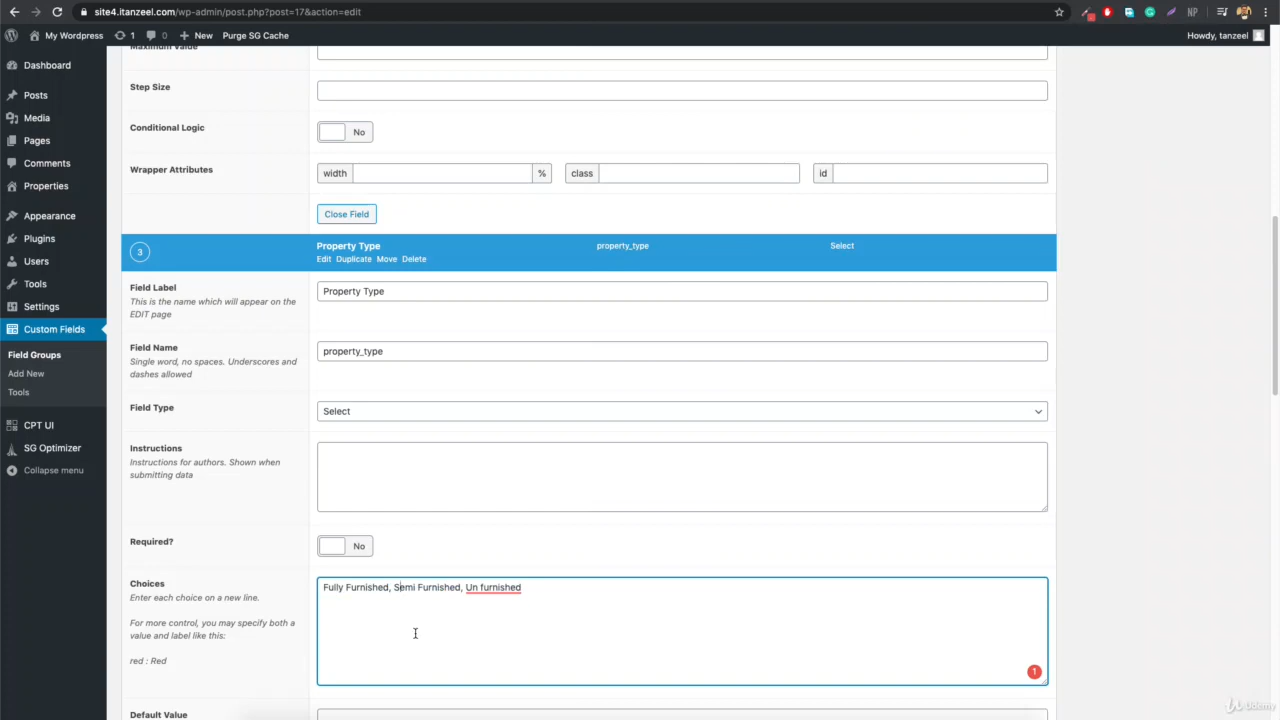 site4.itanzeel.com/wp-admin/post.php?post=17&action=edit
My Wordpress 1 0 New Purge SG Cache Howdy, tanzeel
Dashboard
Posts
Media
Pages
Comments
Properties
Appearance
Plugins
Users
Tools
Settings
Custom Fields
Field Groups
Add New
Tools
CPT UI
SG Optimizer
Collapse menu
Maximum Value
Step Size
Conditional Logic
No
Wrapper Attributes
width % class id
Close Field
3 Property Type property_type Select
Edit Duplicate Move Delete
Field Label
This is the name which will appear on the
EDIT page
Property Type
Field Name
Single word, no spaces. Underscores and
dashes allowed
property_type
Field Type
Select
Instructions
Instructions for authors. Shown when
submitting data
Required?
No
Choices
Enter each choice on a new line.
For more control, you may specify both a
value and label like this:
red : Red
Fully Furnished, Semi Furnished, Un furnished
1
Default Value
Udemy